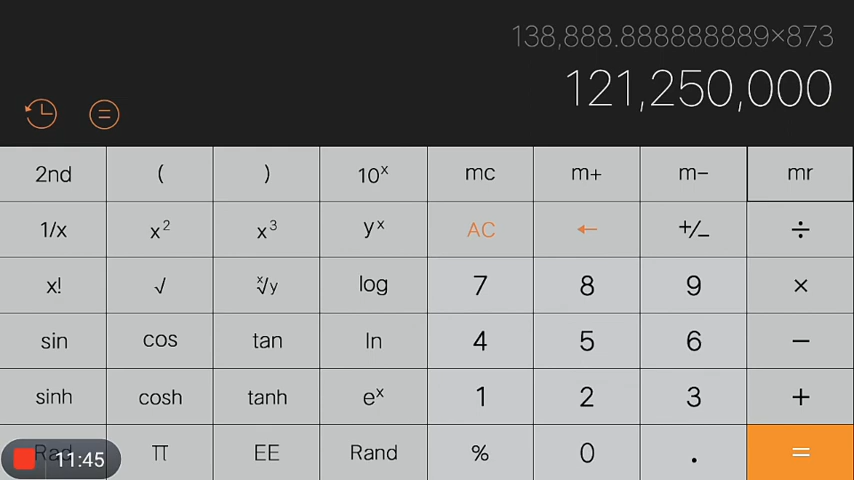 138,888.888888889×873
121,250,000
2nd ( ) 10ˣ mc m+ m− mr
1/x x² x³ yˣ AC ← +/− ÷
x! √ ˣ√y log 7 8 9 ×
sin cos tan ln 4 5 6 −
sinh cosh tanh eˣ 1 2 3 +
Rad π EE Rand % 0 . =
11:45